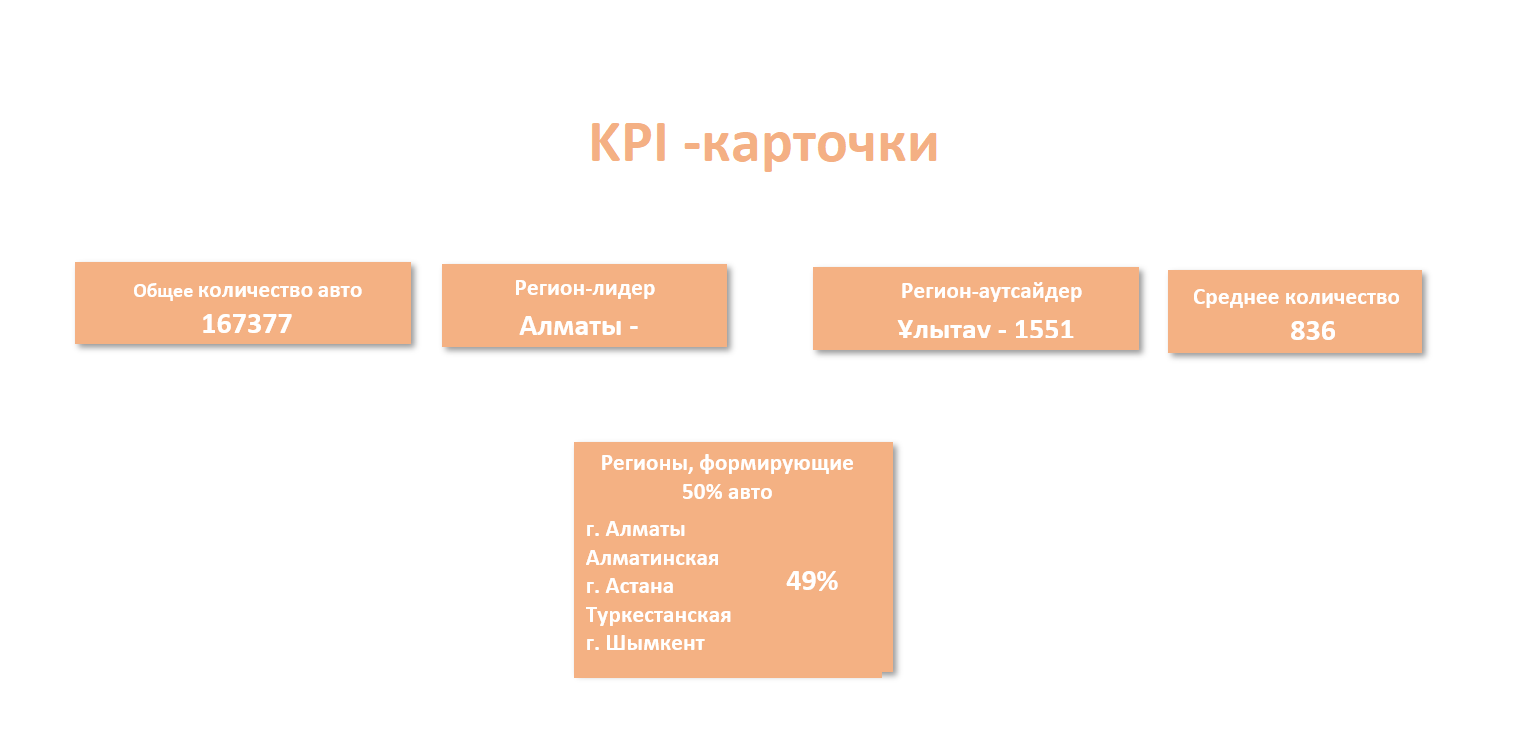 KPI -карточки
Общее количество авто
167377
Регион-лидер
Алматы -
Регион-аутсайдер
Ұлытау - 1551
Среднее количество
836
Регионы, формирующие
50% авто
г. Алматы
Алматинская
г. Астана
Туркестанская
г. Шымкент
49%